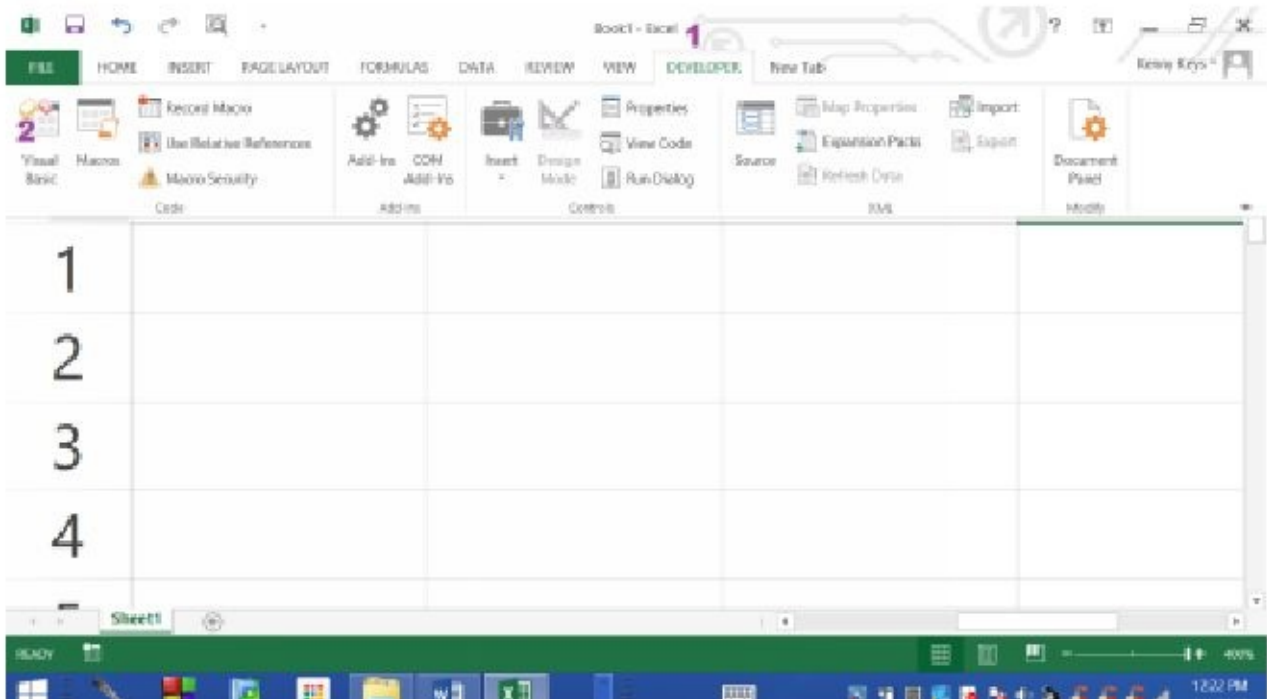 Book1 - Excel
1
?
FILE HOME INSERT PAGE LAYOUT FORMULAS DATA REVIEW VIEW DEVELOPER New Tab Kenny Keys
2
Visual Basic
Macros
Record Macro
Use Relative References
Macro Security
Code
Add-Ins
COM Add-Ins
Add-Ins
Insert
Design Mode
Properties
View Code
Run Dialog
Controls
Source
Map Properties
Expansion Packs
Refresh Data
Import
Export
XML
Document Panel
Modify
1
2
3
4
Sheet1
READY
400%
12:22 PM